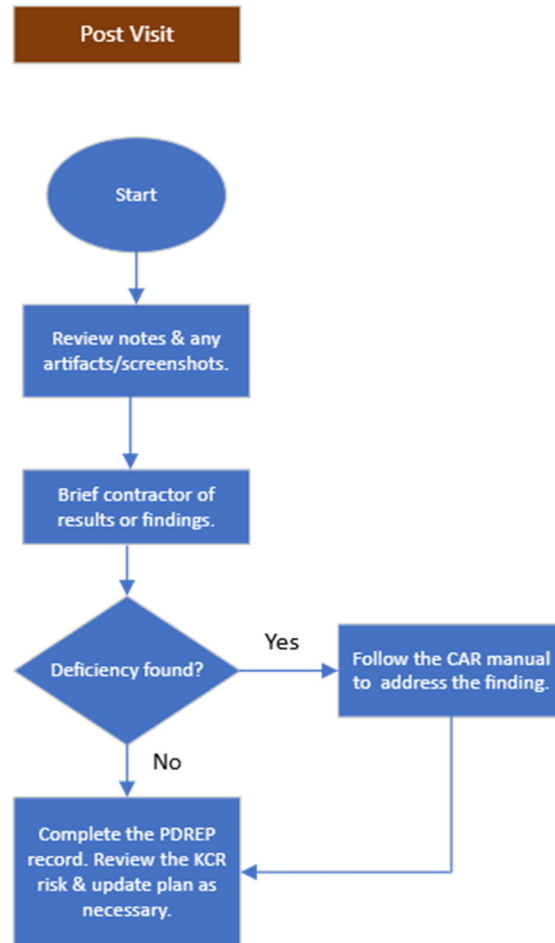 Post Visit
Start
Review notes & any
artifacts/screenshots.
Brief contractor of
results or findings.
Deficiency found?
Yes
Follow the CAR manual
to address the finding.
No
Complete the PDREP
record. Review the KCR
risk & update plan as
necessary.